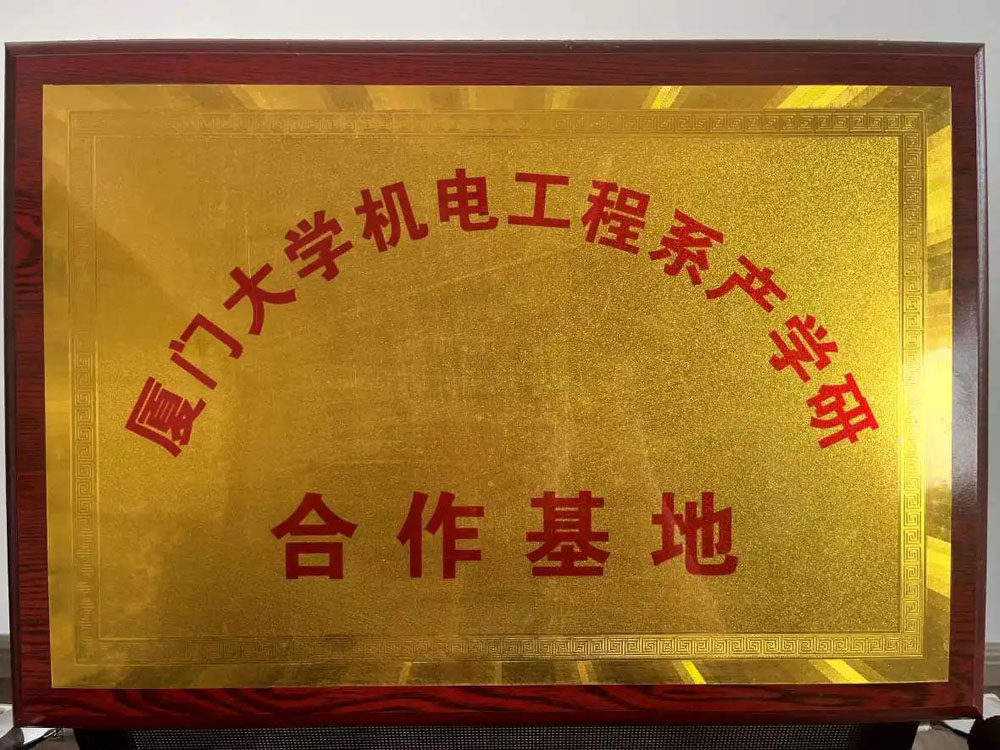 厦门大学机电工程系产学研
合作基地